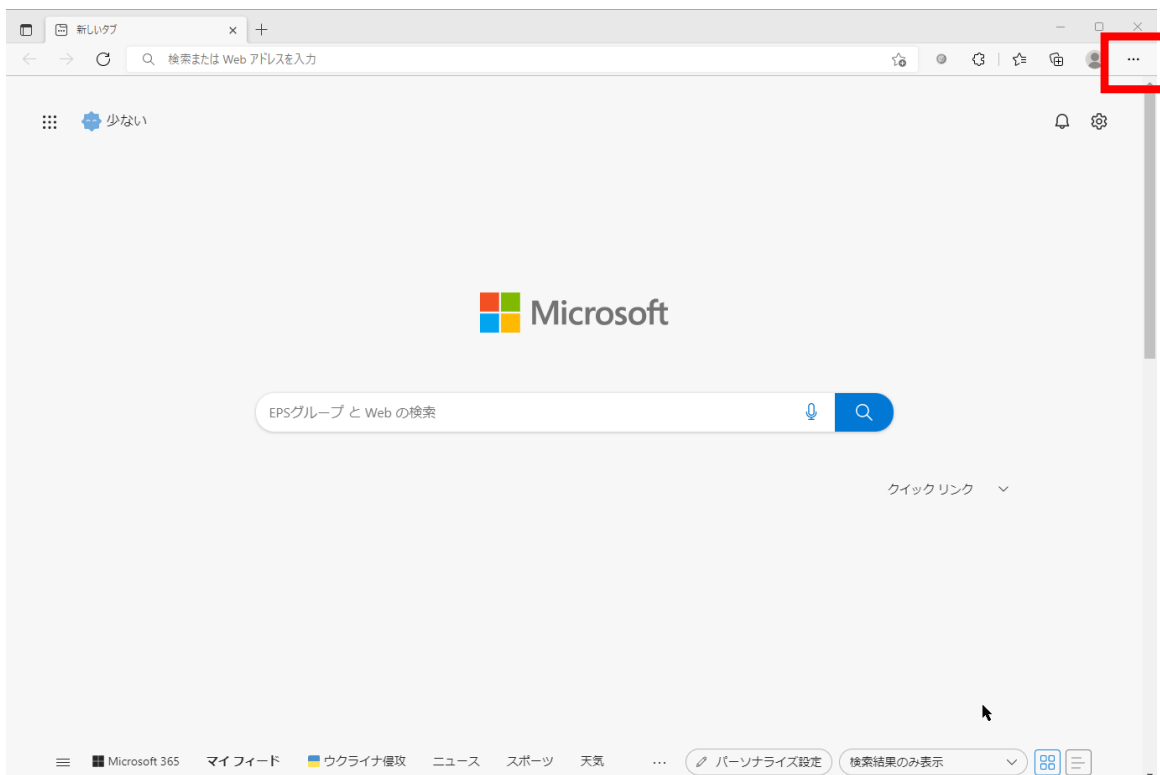 新しいタブ
検索または Web アドレスを入力
少ない
Microsoft
EPSグループ と Web の検索
クイック リンク
Microsoft 365 マイ フィード ウクライナ侵攻 ニュース スポーツ 天気 ... パーソナライズ設定 検索結果のみ表示